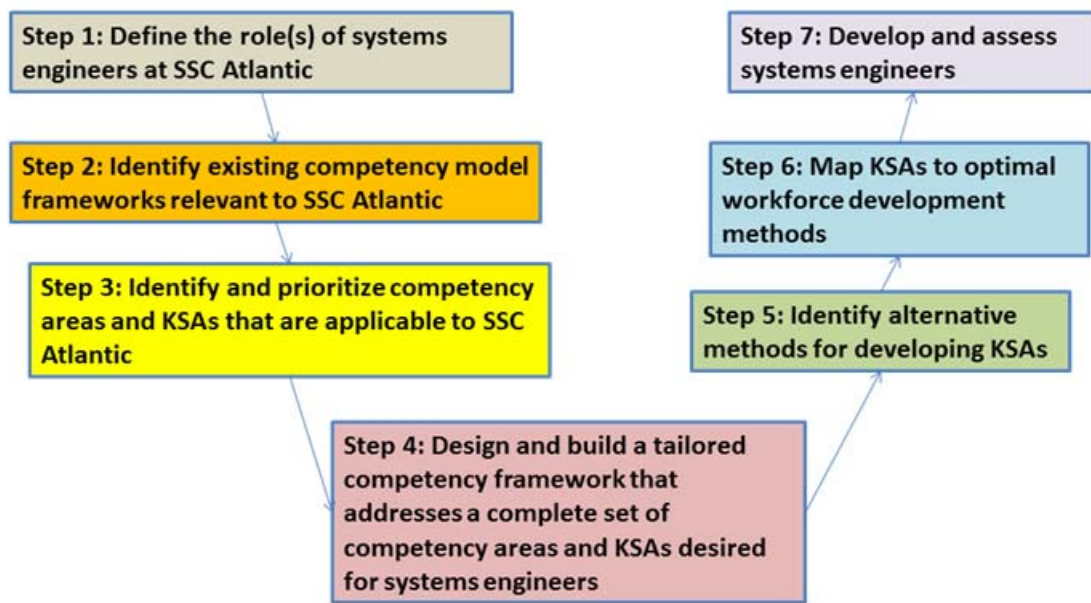 Step 1: Define the role(s) of systems
engineers at SSC Atlantic
Step 2: Identify existing competency model
frameworks relevant to SSC Atlantic
Step 3: Identify and prioritize competency
areas and KSAs that are applicable to SSC
Atlantic
Step 4: Design and build a tailored
competency framework that
addresses a complete set of
competency areas and KSAs desired
for systems engineers
Step 5: Identify alternative
methods for developing KSAs
Step 6: Map KSAs to optimal
workforce development
methods
Step 7: Develop and assess
systems engineers